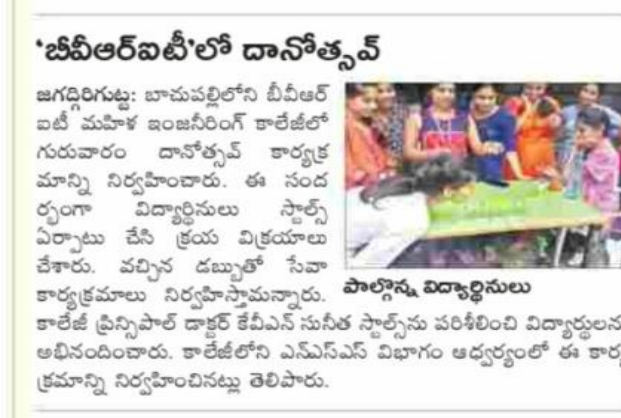 'బీవీఆర్ఐటీ'లో దానోత్సవ్
జగద్గిరిగుట్ట: బాచుపల్లిలోని బీవీఆర్
ఐటీ మహిళ ఇంజనీరింగ్ కాలేజీలో
గురువారం దానోత్సవ్ కార్యక్ర
మాన్ని నిర్వహించారు. ఈ సంద
ర్భంగా విద్యార్థినులు స్టాల్స్
ఏర్పాటు చేసి క్రయ విక్రయాలు
చేశారు. వచ్చిన డబ్బుతో సేవా
కార్యక్రమాలు నిర్వహిస్తామన్నారు.
పాల్గొన్న విద్యార్థినులు
కాలేజీ ప్రిన్సిపాల్ డాక్టర్ కేవీఎన్ సునీత స్టాల్స్‌ను పరిశీలించి విద్యార్థులన
అభినందించారు. కాలేజీలోని ఎన్ఎస్ఎస్ విభాగం ఆధ్వర్యంలో ఈ కార్య
క్రమాన్ని నిర్వహించినట్లు తెలిపారు.